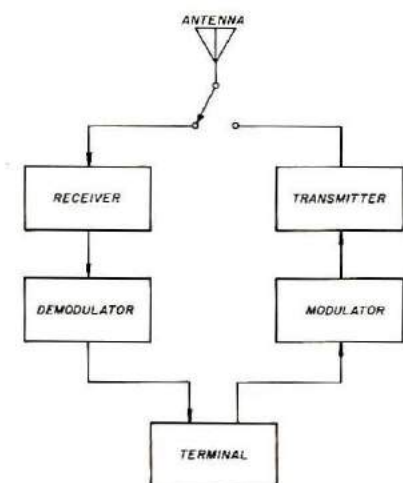 ANTENNA
RECEIVER
TRANSMITTER
DEMODULATOR
MODULATOR
TERMINAL